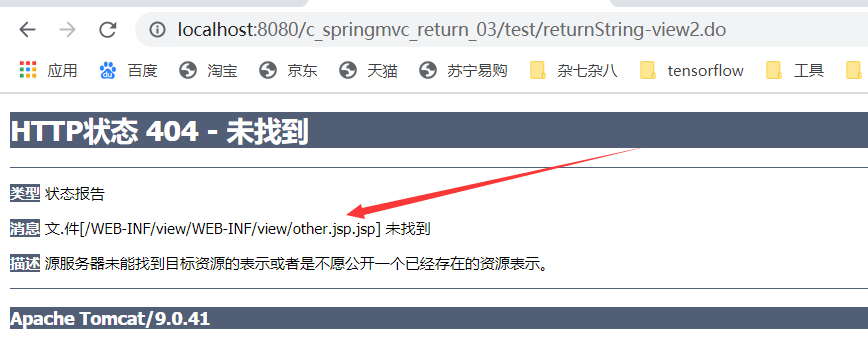 localhost:8080/c_springmvc_return_03/test/returnString-view2.do
应用 百度 淘宝 京东 天猫 苏宁易购 杂七杂八 tensorflow 工具
HTTP状态 404 - 未找到
类型 状态报告
消息 文.件[/WEB-INF/view/WEB-INF/view/other.jsp.jsp] 未找到
描述 源服务器未能找到目标资源的表示或者是不愿公开一个已经存在的资源表示。
Apache Tomcat/9.0.41